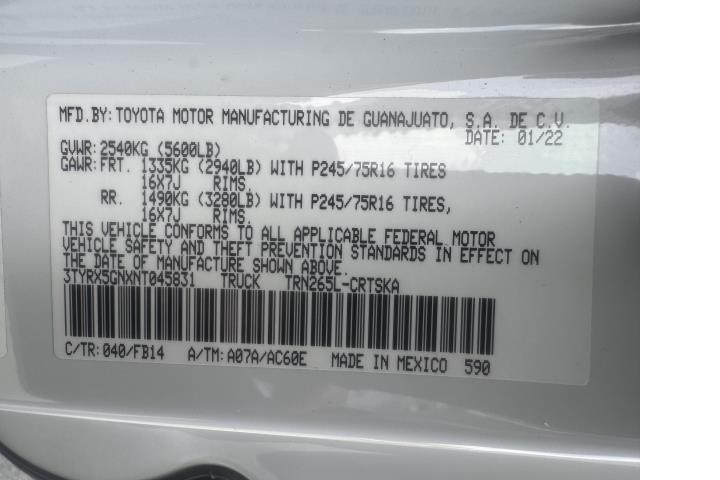 MFD.BY: TOYOTA MOTOR MANUFACTURING DE GUANAJUATO, S.A. DE C.V.
DATE: 01/22
GVWR: 2540KG (5600LB)
GAWR: FRT. 1335KG (2940LB) WITH P245/75R16 TIRES
16X7J RIMS,
RR. 1490KG (3280LB) WITH P245/75R16 TIRES,
16X7J RIMS.
THIS VEHICLE CONFORMS TO ALL APPLICABLE FEDERAL MOTOR
VEHICLE SAFETY AND THEFT PREVENTION STANDARDS IN EFFECT ON
THE DATE OF MANUFACTURE SHOWN ABOVE.
3TYRX5GNXNT045831 TRUCK TRN265L-CRTSKA
C/TR: 040/FB14 A/TM: A07A/AC60E MADE IN MEXICO 590